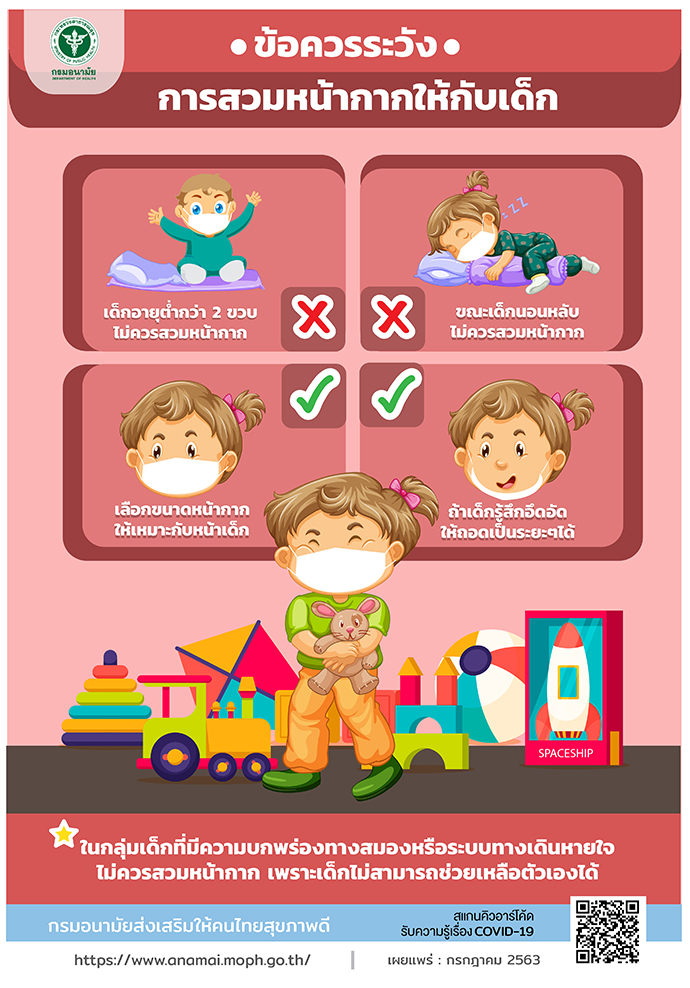 กรมอนามัย
DEPARTMENT OF HEALTH
• ข้อควรระวัง •
การสวมหน้ากากให้กับเด็ก
Z Z
เด็กอายุต่ำกว่า 2 ขวบ
ไม่ควรสวมหน้ากาก
ขณะเด็กนอนหลับ
ไม่ควรสวมหน้ากาก
เลือกขนาดหน้ากาก
ให้เหมาะกับหน้าเด็ก
ถ้าเด็กรู้สึกอึดอัด
ให้ถอดเป็นระยะๆได้
SPACESHIP
ในกลุ่มเด็กที่มีความบกพร่องทางสมองหรือระบบทางเดินหายใจ
ไม่ควรสวมหน้ากาก เพราะเด็กไม่สามารถช่วยเหลือตัวเองได้
กรมอนามัยส่งเสริมให้คนไทยสุขภาพดี
สแกนคิวอาร์โค้ด
รับความรู้เรื่อง COVID-19
https://www.anamai.moph.go.th/ | เผยแพร่ : กรกฎาคม 2563